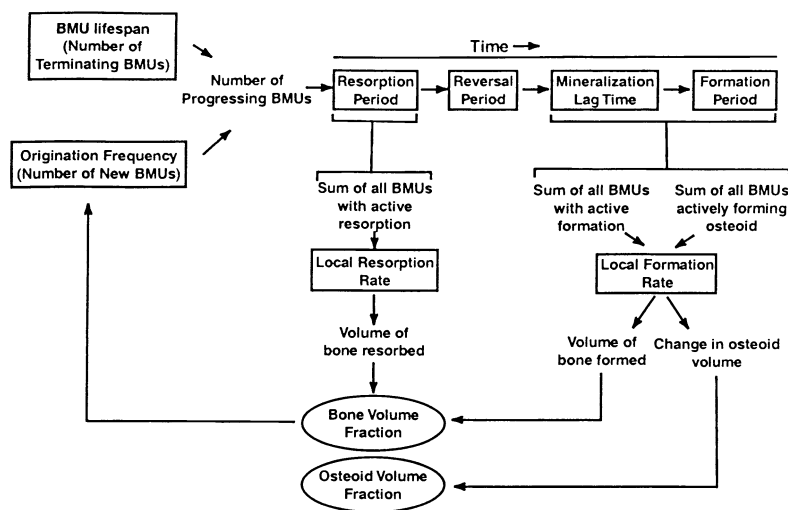 BMU lifespan
(Number of
Terminating BMUs)
Number of
Progressing BMUs
Origination Frequency
(Number of New BMUs)
Time
Resorption
Period
Reversal
Period
Mineralization
Lag Time
Formation
Period
Sum of all BMUs
with active
resorption
Sum of all BMUs
with active
formation
Sum of all BMUs
actively forming
osteoid
Local Resorption
Rate
Local Formation
Rate
Volume of
bone resorbed
Volume of
bone formed
Change in osteoid
volume
Bone Volume
Fraction
Osteoid Volume
Fraction